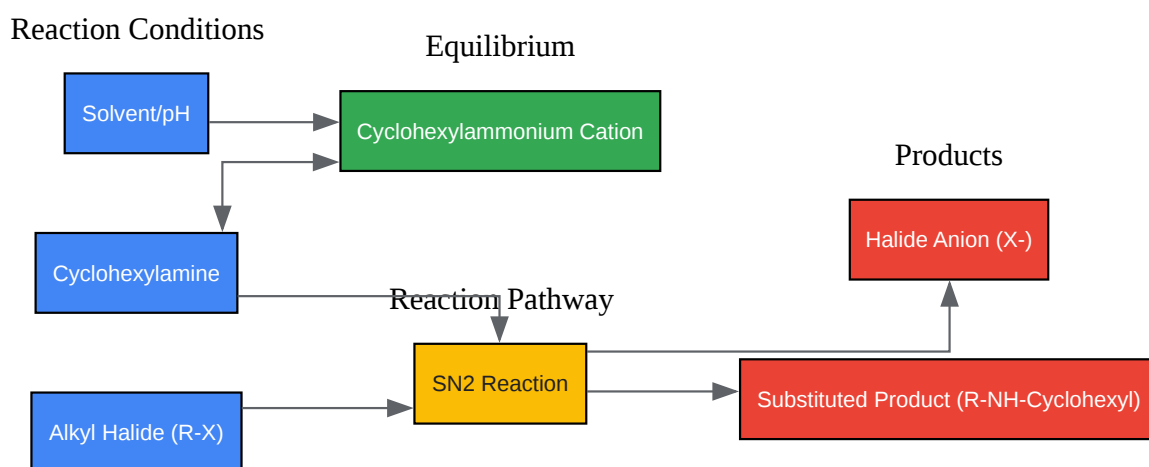 Reaction Conditions
Equilibrium
Solvent/pH
Cyclohexylammonium Cation
Products
Halide Anion (X-)
Cyclohexylamine
Reaction Pathway
SN2 Reaction
Substituted Product (R-NH-Cyclohexyl)
Alkyl Halide (R-X)